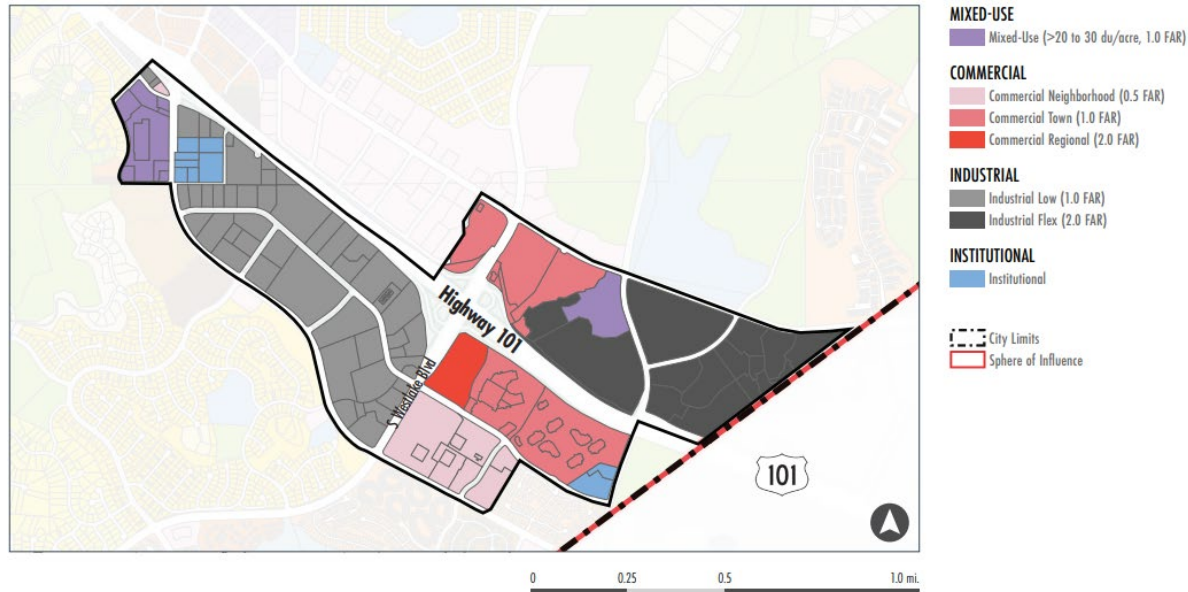 MIXED-USE
Mixed-Use (>20 to 30 du/acre, 1.0 FAR)
COMMERCIAL
Commercial Neighborhood (0.5 FAR)
Commercial Town (1.0 FAR)
Commercial Regional (2.0 FAR)
INDUSTRIAL
Industrial Low (1.0 FAR)
Industrial Flex (2.0 FAR)
INSTITUTIONAL
Institutional
City Limits
Sphere of Influence
Highway 101
S Westlake Blvd
101
0 0.25 0.5 1.0 mi.